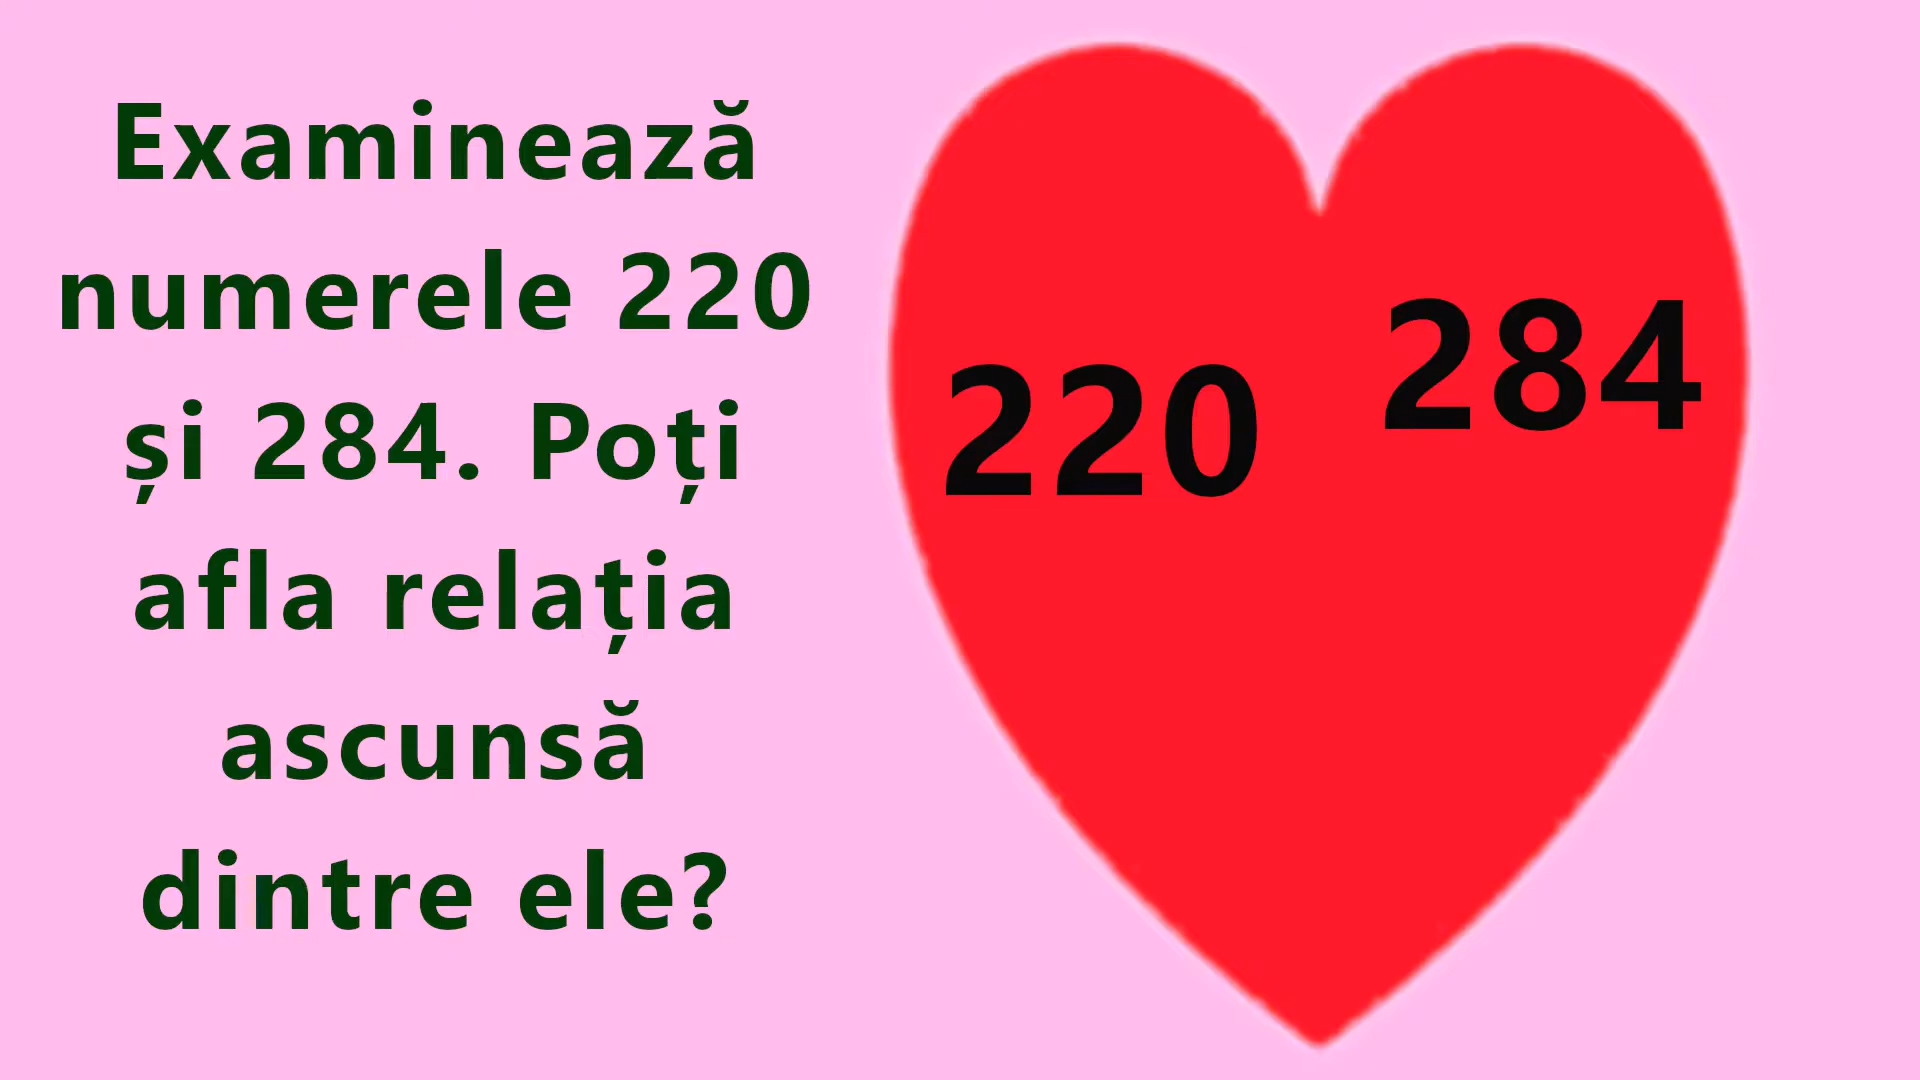 Examinează
numerele 220
și 284. Poți
afla relația
ascunsă
dintre ele?
220
284